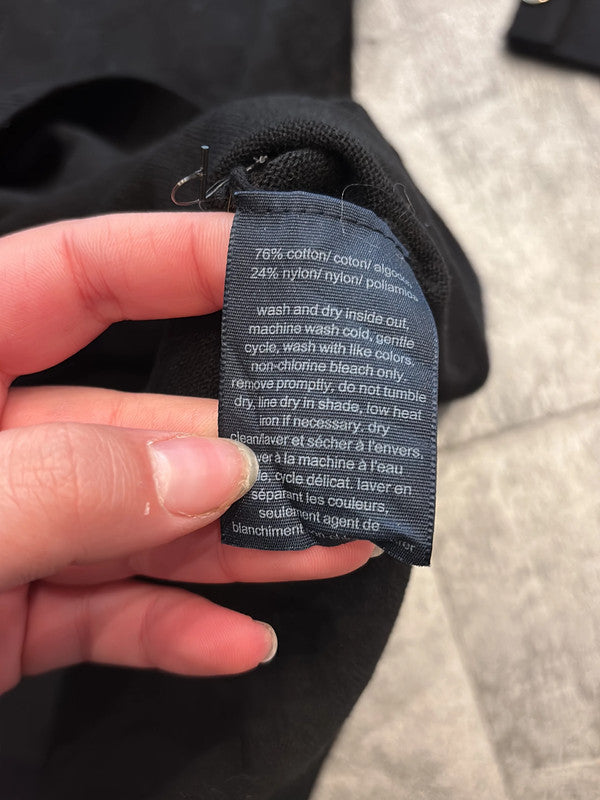 76% cotton/ coton/
24% nylon/ nylon/ poliamida
wash and dry inside out,
machine wash cold, gentle
cycle, wash with like colors,
non-chlorine bleach only.
remove promptly, do not tumble
dry, line dry in shade, low heat
iron if necessary, dry
clean/laver et sécher à l'envers,
à la machine à l'eau
cycle délicat. laver en
séparant les couleurs,
seulement agent de
blanchiment